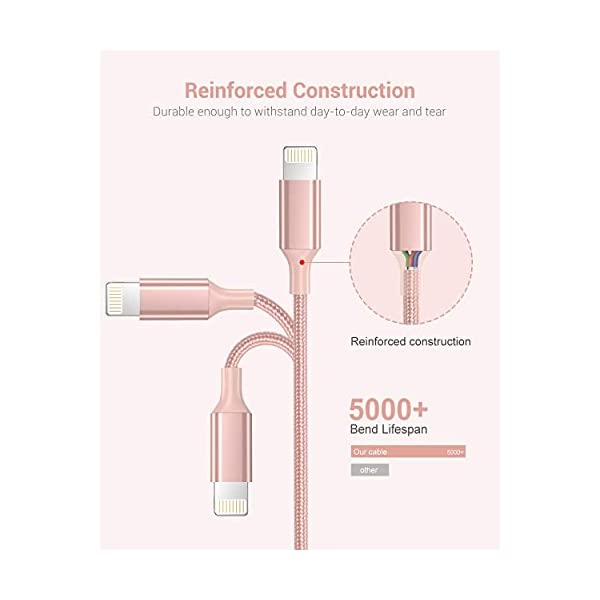 Reinforced Construction
Durable enough to withstand day-to-day wear and tear
Reinforced construction
5000+
Bend Lifespan
Our cable 5000+
other